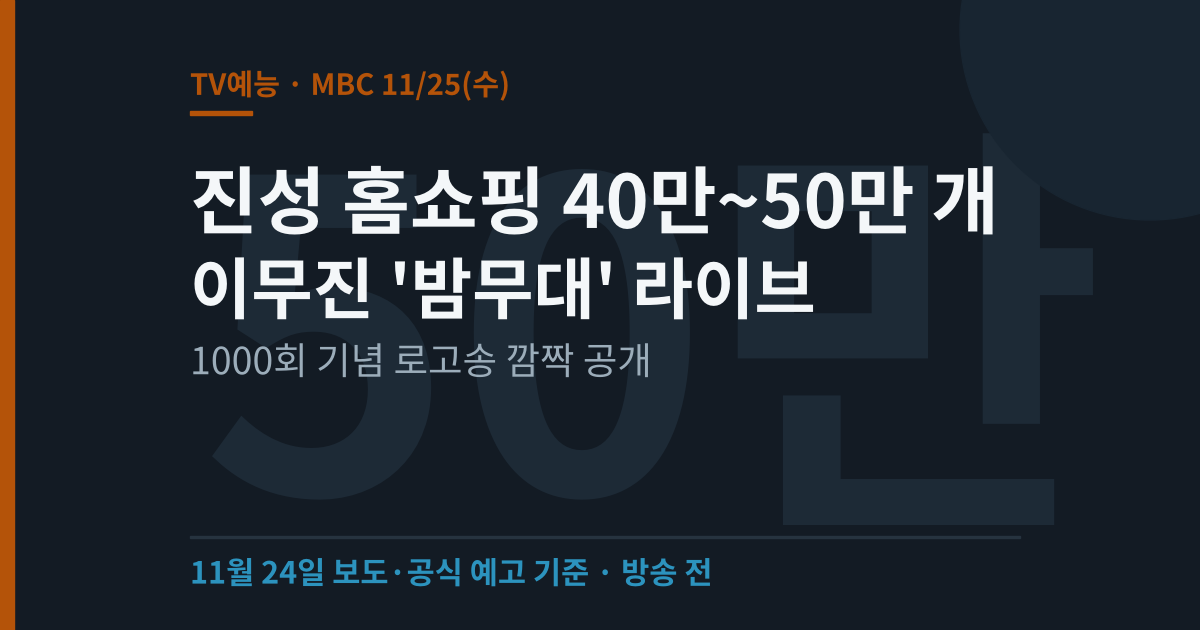 TV예능 · MBC 11/25(수)
진성 홈쇼핑 40만~50만 개
이무진 '밤무대' 라이브
1000회 기념 로고송 깜짝 공개
50만
11월 24일 보도·공식 예고 기준 · 방송 전